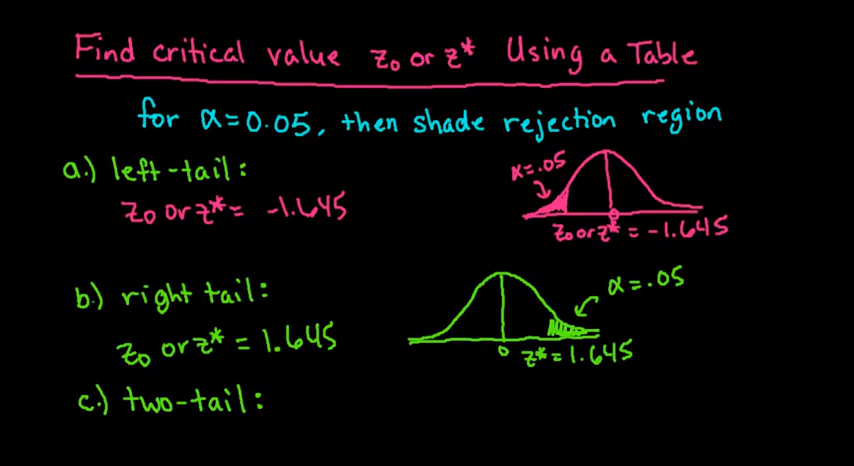 Find critical value z₀ or z* Using a Table
for α=0.05, then shade rejection region
a.) left-tail:
z₀ or z* = -1.645
α=.05
0
z₀ or z* = -1.645
b.) right tail:
z₀ or z* = 1.645
α=.05
0 z* = 1.645
c.) two-tail: